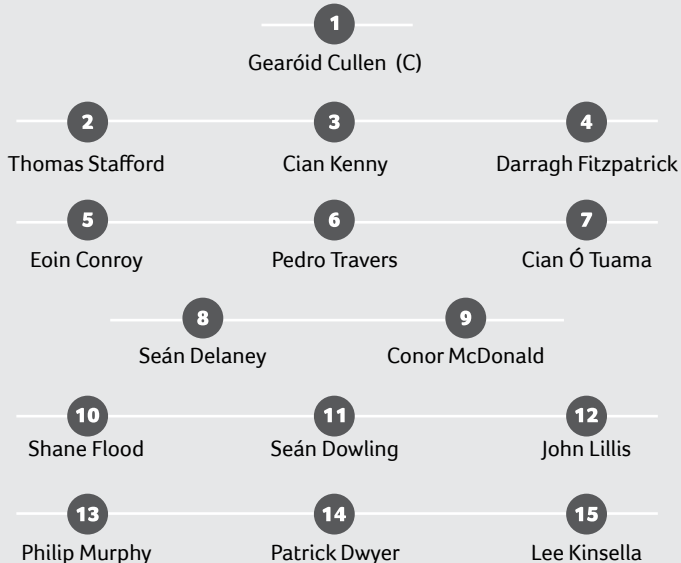 1
Gearóid Cullen (C)
2 3 4
Thomas Stafford Cian Kenny Darragh Fitzpatrick
5 6 7
Eoin Conroy Pedro Travers Cian Ó Tuama
8 9
Seán Delaney Conor McDonald
10 11 12
Shane Flood Seán Dowling John Lillis
13 14 15
Philip Murphy Patrick Dwyer Lee Kinsella